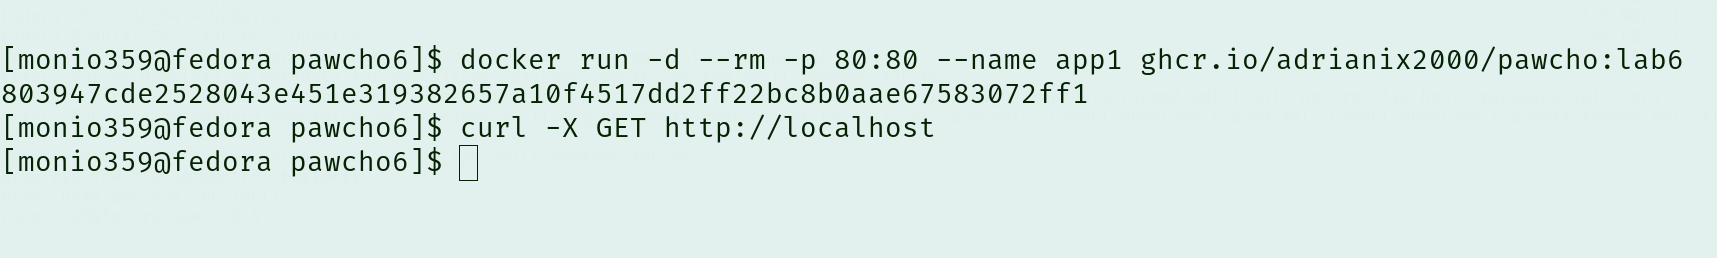 [monio359@fedora pawcho6]$ docker run -d --rm -p 80:80 --name app1 ghcr.io/adrianix2000/pawcho:lab6
803947cde2528043e451e319382657a10f4517dd2ff22bc8b0aae67583072ff1
[monio359@fedora pawcho6]$ curl -X GET http://localhost
[monio359@fedora pawcho6]$